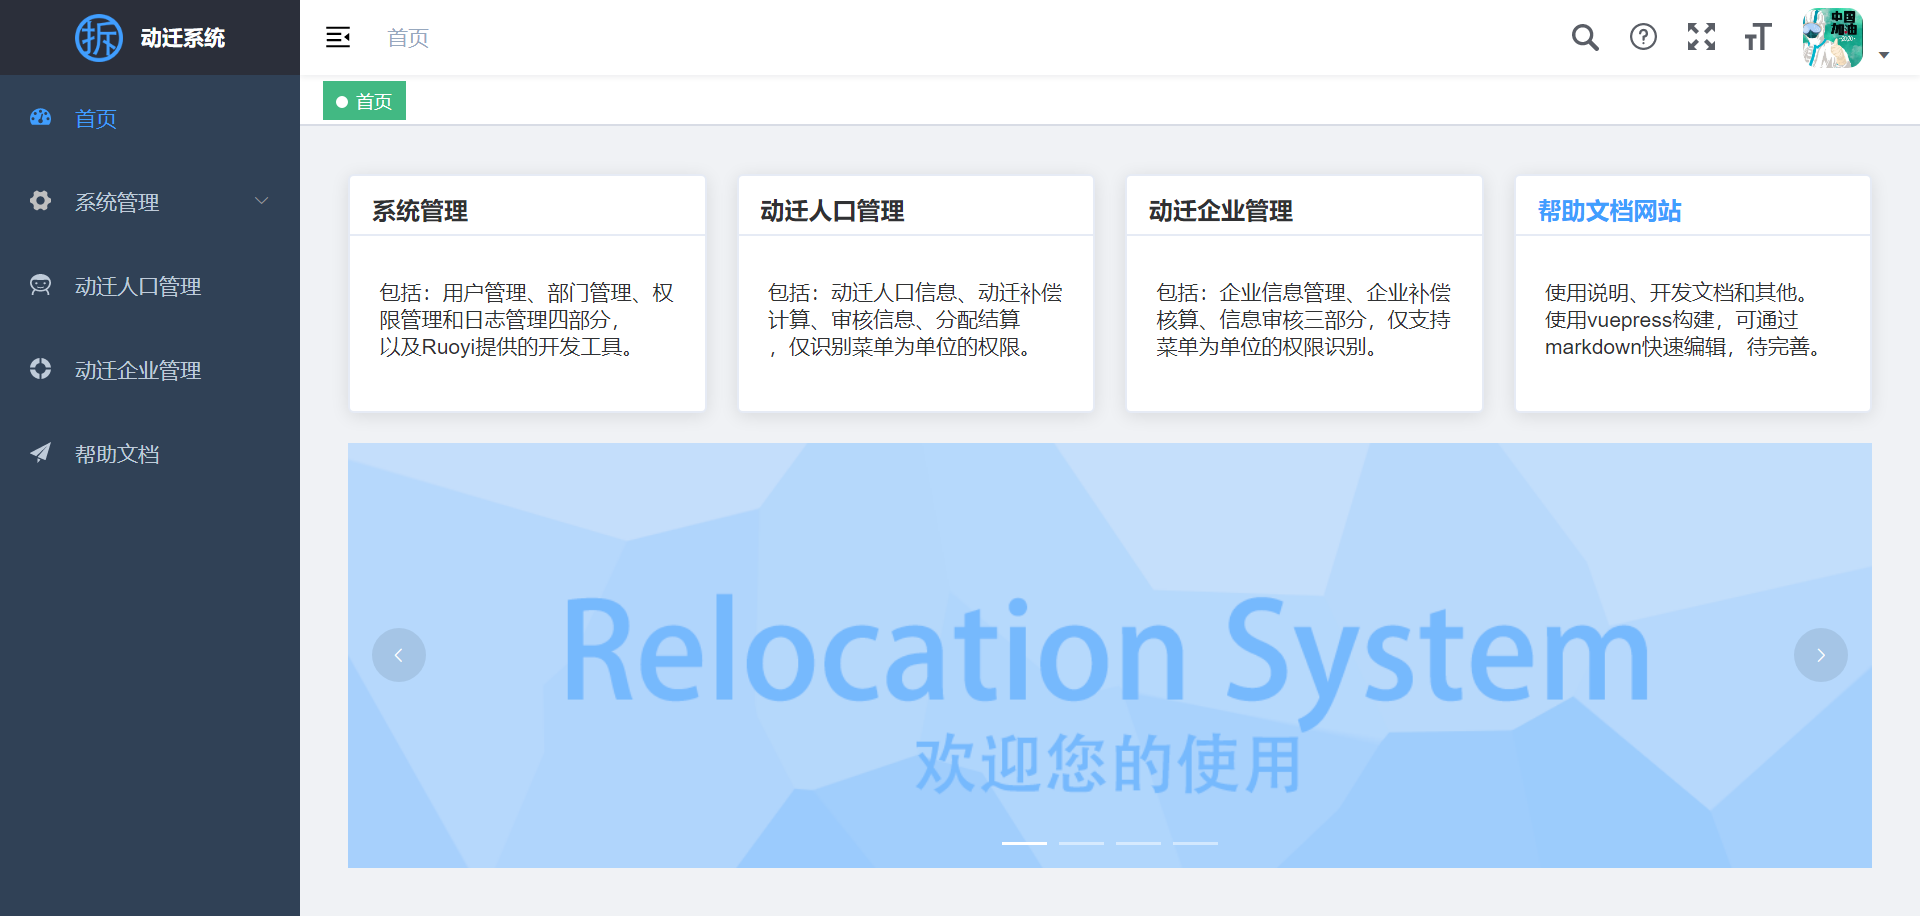 拆 动迁系统
首页
中国
加油
首页
首页
系统管理
动迁人口管理
动迁企业管理
帮助文档
系统管理
包括：用户管理、部门管理、权
限管理和日志管理四部分，
以及Ruoyi提供的开发工具。
动迁人口管理
包括：动迁人口信息、动迁补偿
计算、审核信息、分配结算
，仅识别菜单为单位的权限。
动迁企业管理
包括：企业信息管理、企业补偿
核算、信息审核三部分，仅支持
菜单为单位的权限识别。
帮助文档网站
使用说明、开发文档和其他。
使用vuepress构建，可通过
markdown快速编辑，待完善。
Relocation System
欢迎您的使用